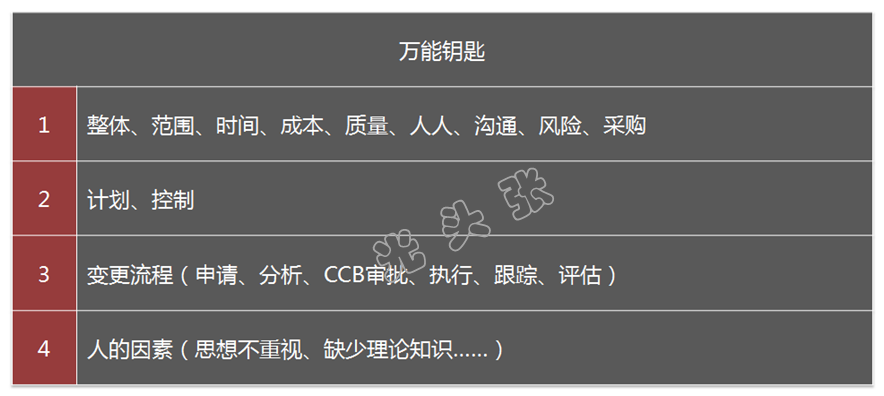 万能钥匙
1 整体、范围、时间、成本、质量、人人、沟通、风险、采购
2 计划、控制
3 变更流程（申请、分析、CCB审批、执行、跟踪、评估）
4 人的因素（思想不重视、缺少理论知识……）
光头张